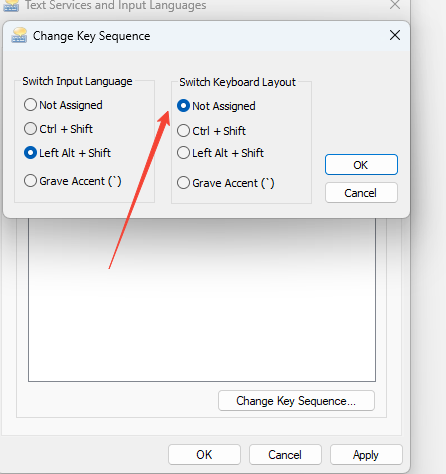 Text Services and Input Languages
Change Key Sequence
Switch Input Language
Not Assigned
Ctrl + Shift
Left Alt + Shift
Grave Accent (`)
Switch Keyboard Layout
Not Assigned
Ctrl + Shift
Left Alt + Shift
Grave Accent (`)
OK
Cancel
Change Key Sequence...
OK
Cancel
Apply